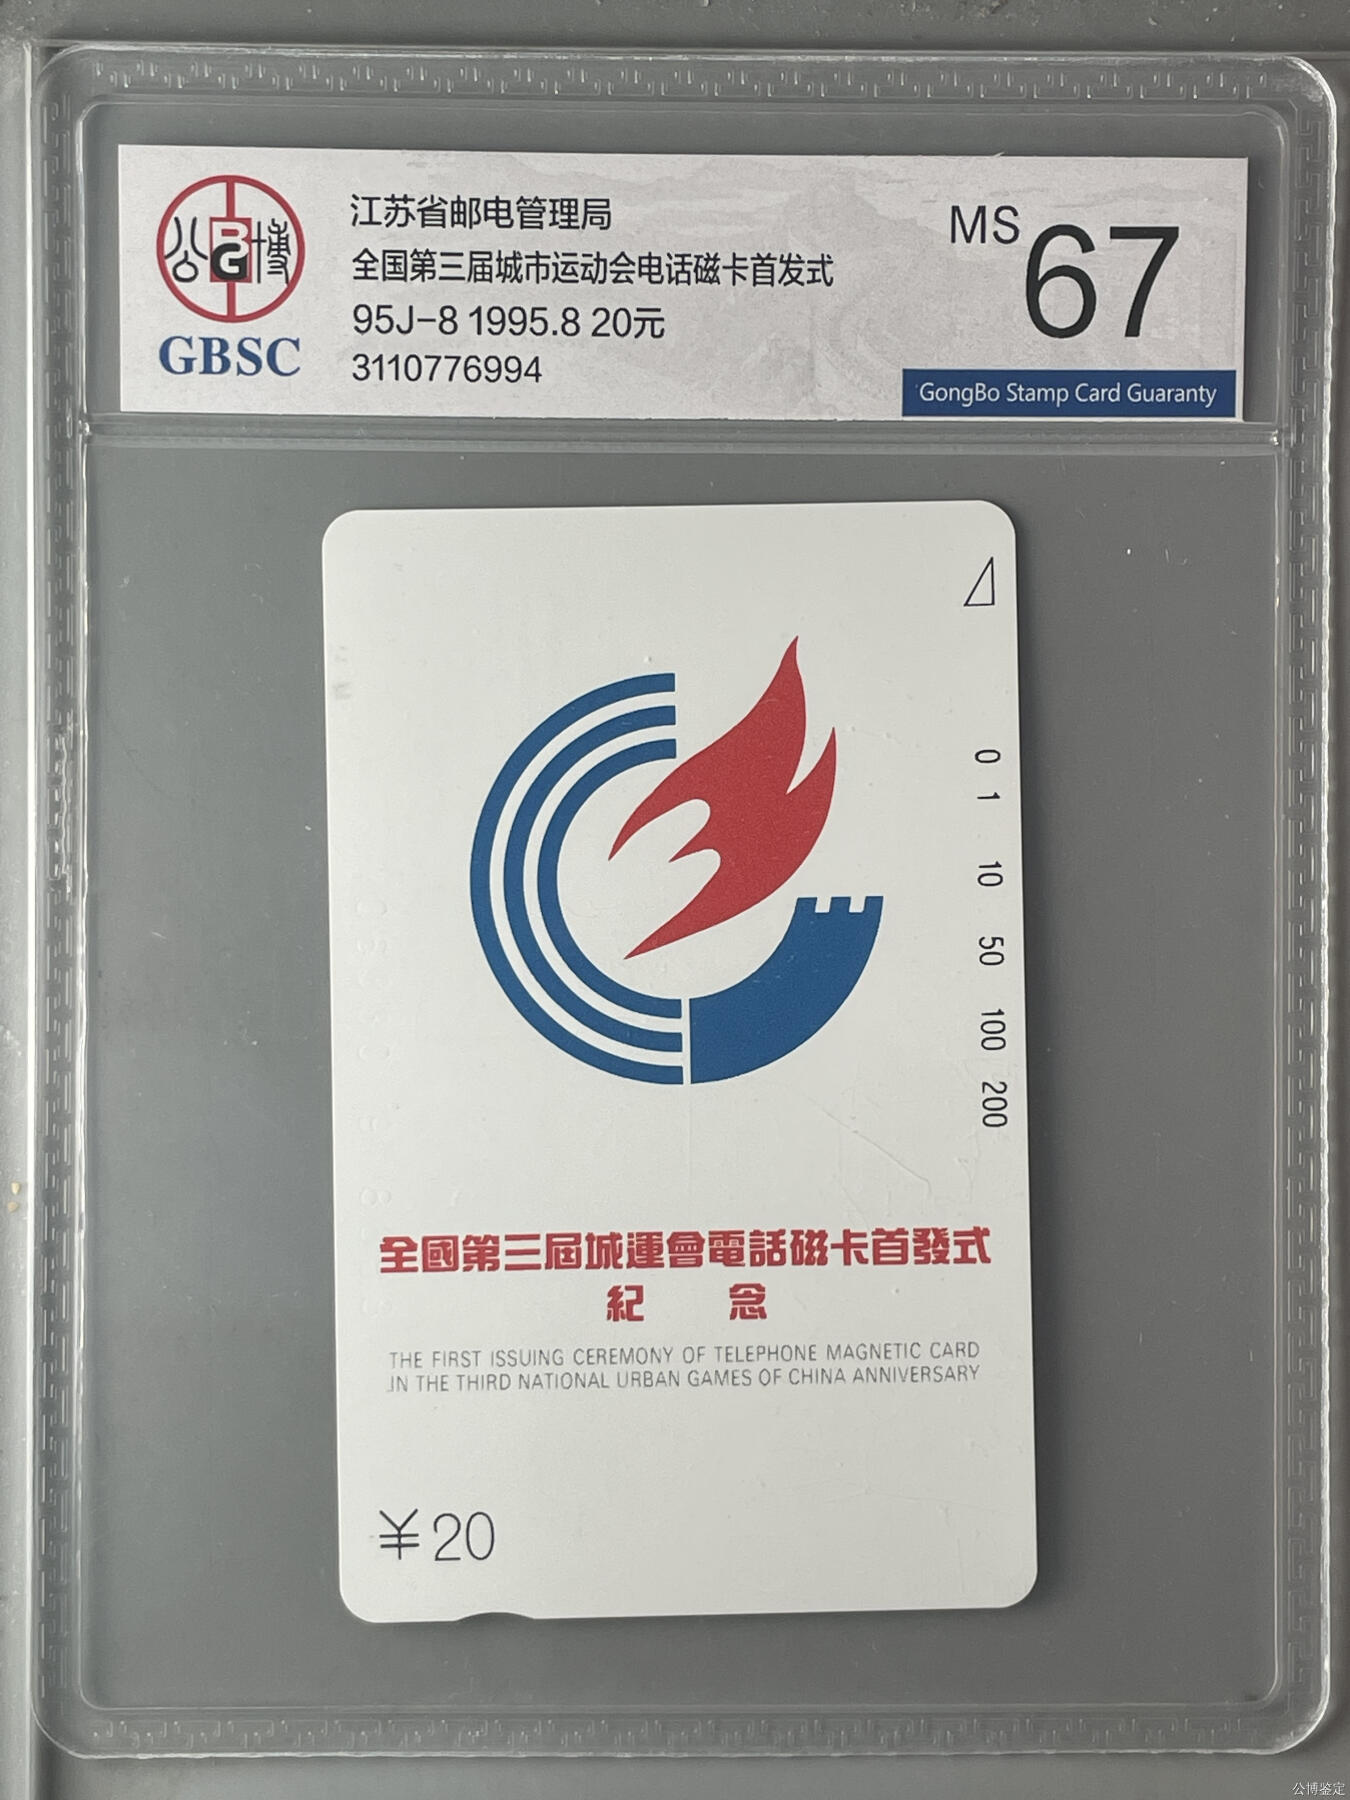 公博
BG
GBSC
江苏省邮电管理局
全国第三届城市运动会电话磁卡首发式
95J-8 1995.8 20元
3110776994
MS 67
GongBo Stamp Card Guaranty
0 1 10 50 100 200
全國第三屆城運會電話磁卡首發式
紀 念
THE FIRST ISSUING CEREMONY OF TELEPHONE MAGNETIC CARD
IN THE THIRD NATIONAL URBAN GAMES OF CHINA ANNIVERSARY
¥20
公博鉴定